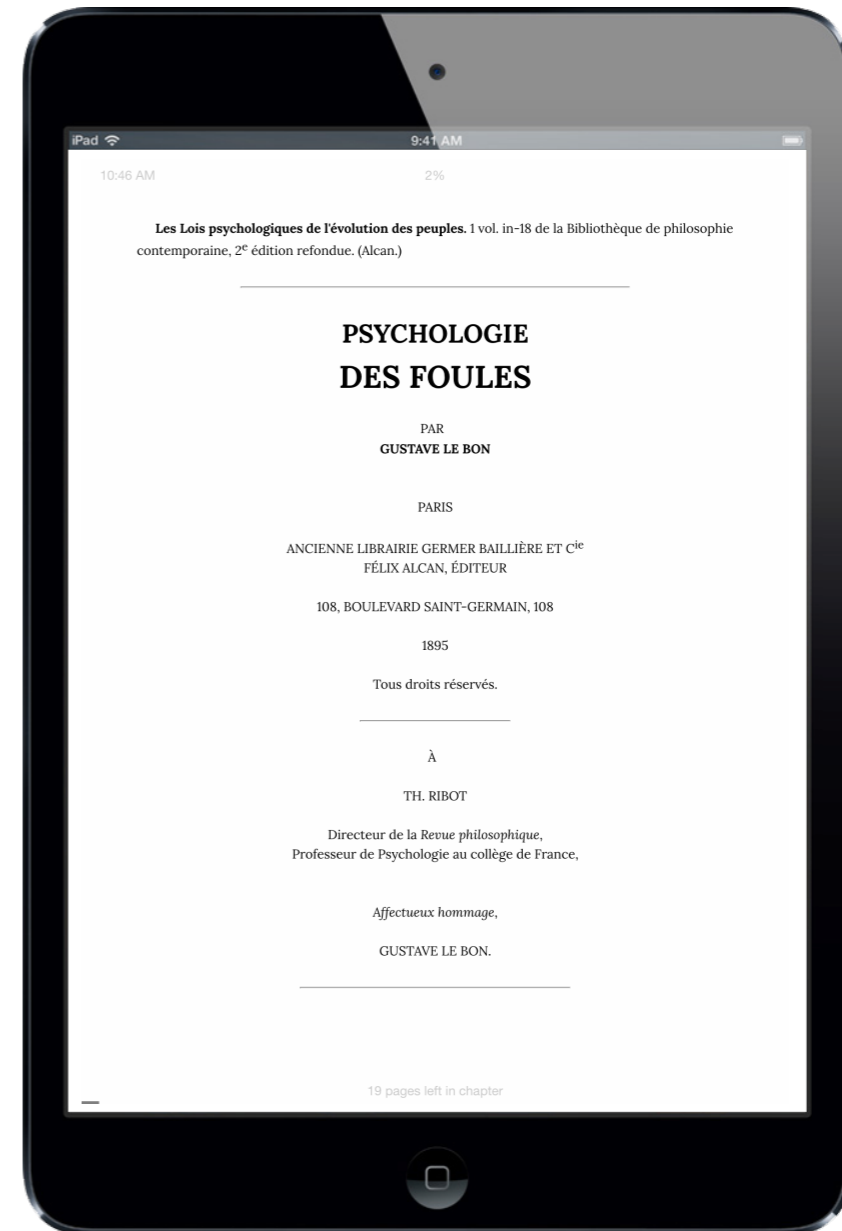 iPad 9:41 AM
10:46 AM 2%
Les Lois psychologiques de l'évolution des peuples. 1 vol. in-18 de la Bibliothèque de philosophie
contemporaine, 2e édition refondue. (Alcan.)
PSYCHOLOGIE
DES FOULES
PAR
GUSTAVE LE BON
PARIS
ANCIENNE LIBRAIRIE GERMER BAILLIÈRE ET Cie
FÉLIX ALCAN, ÉDITEUR
108, BOULEVARD SAINT-GERMAIN, 108
1895
Tous droits réservés.
À
TH. RIBOT
Directeur de la Revue philosophique,
Professeur de Psychologie au collège de France,
Affectueux hommage,
GUSTAVE LE BON.
19 pages left in chapter